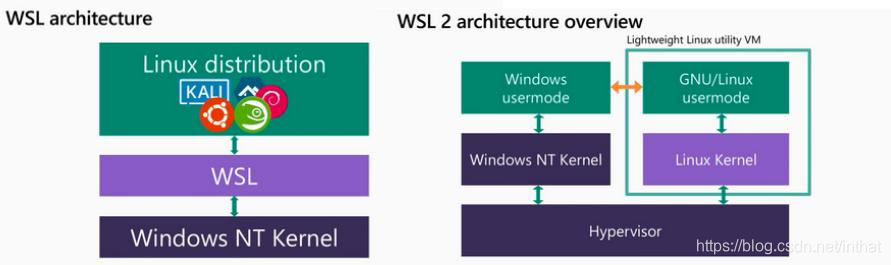 WSL architecture
Linux distribution
KALI
WSL
Windows NT Kernel
WSL 2 architecture overview
Lightweight Linux utility VM
Windows
usermode
GNU/Linux
usermode
Windows NT Kernel
Linux Kernel
Hypervisor
https://blog.csdn.net/inthat